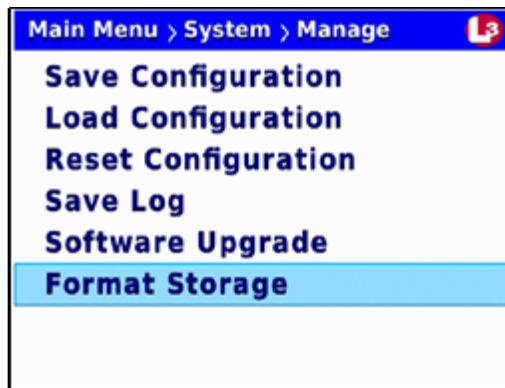 Main Menu > System > Manage L3
Save Configuration
Load Configuration
Reset Configuration
Save Log
Software Upgrade
Format Storage